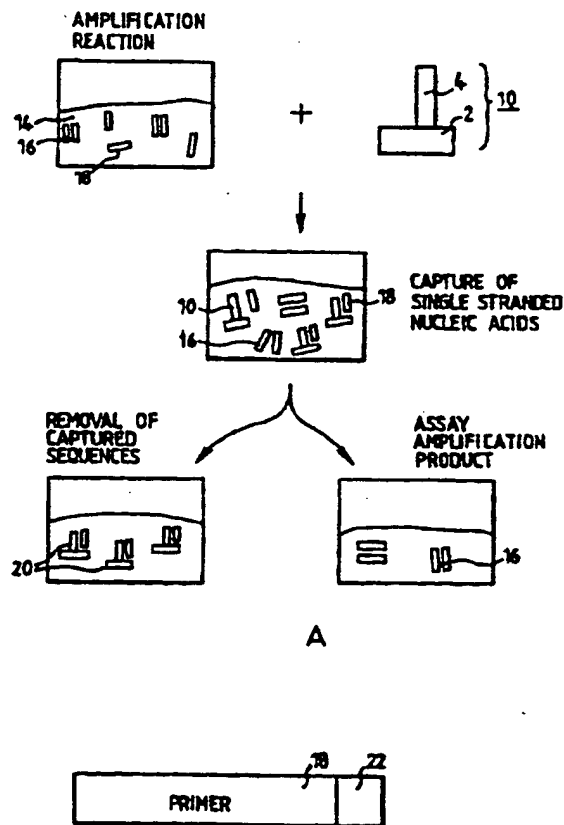 AMPLIFICATION
REACTION
14
16
18
+
4
2
10
10
18
16
CAPTURE OF
SINGLE STRANDED
NUCLEIC ACIDS
REMOVAL OF
CAPTURED
SEQUENCES
ASSAY
AMPLIFICATION
PRODUCT
20
16
A
18
22
PRIMER